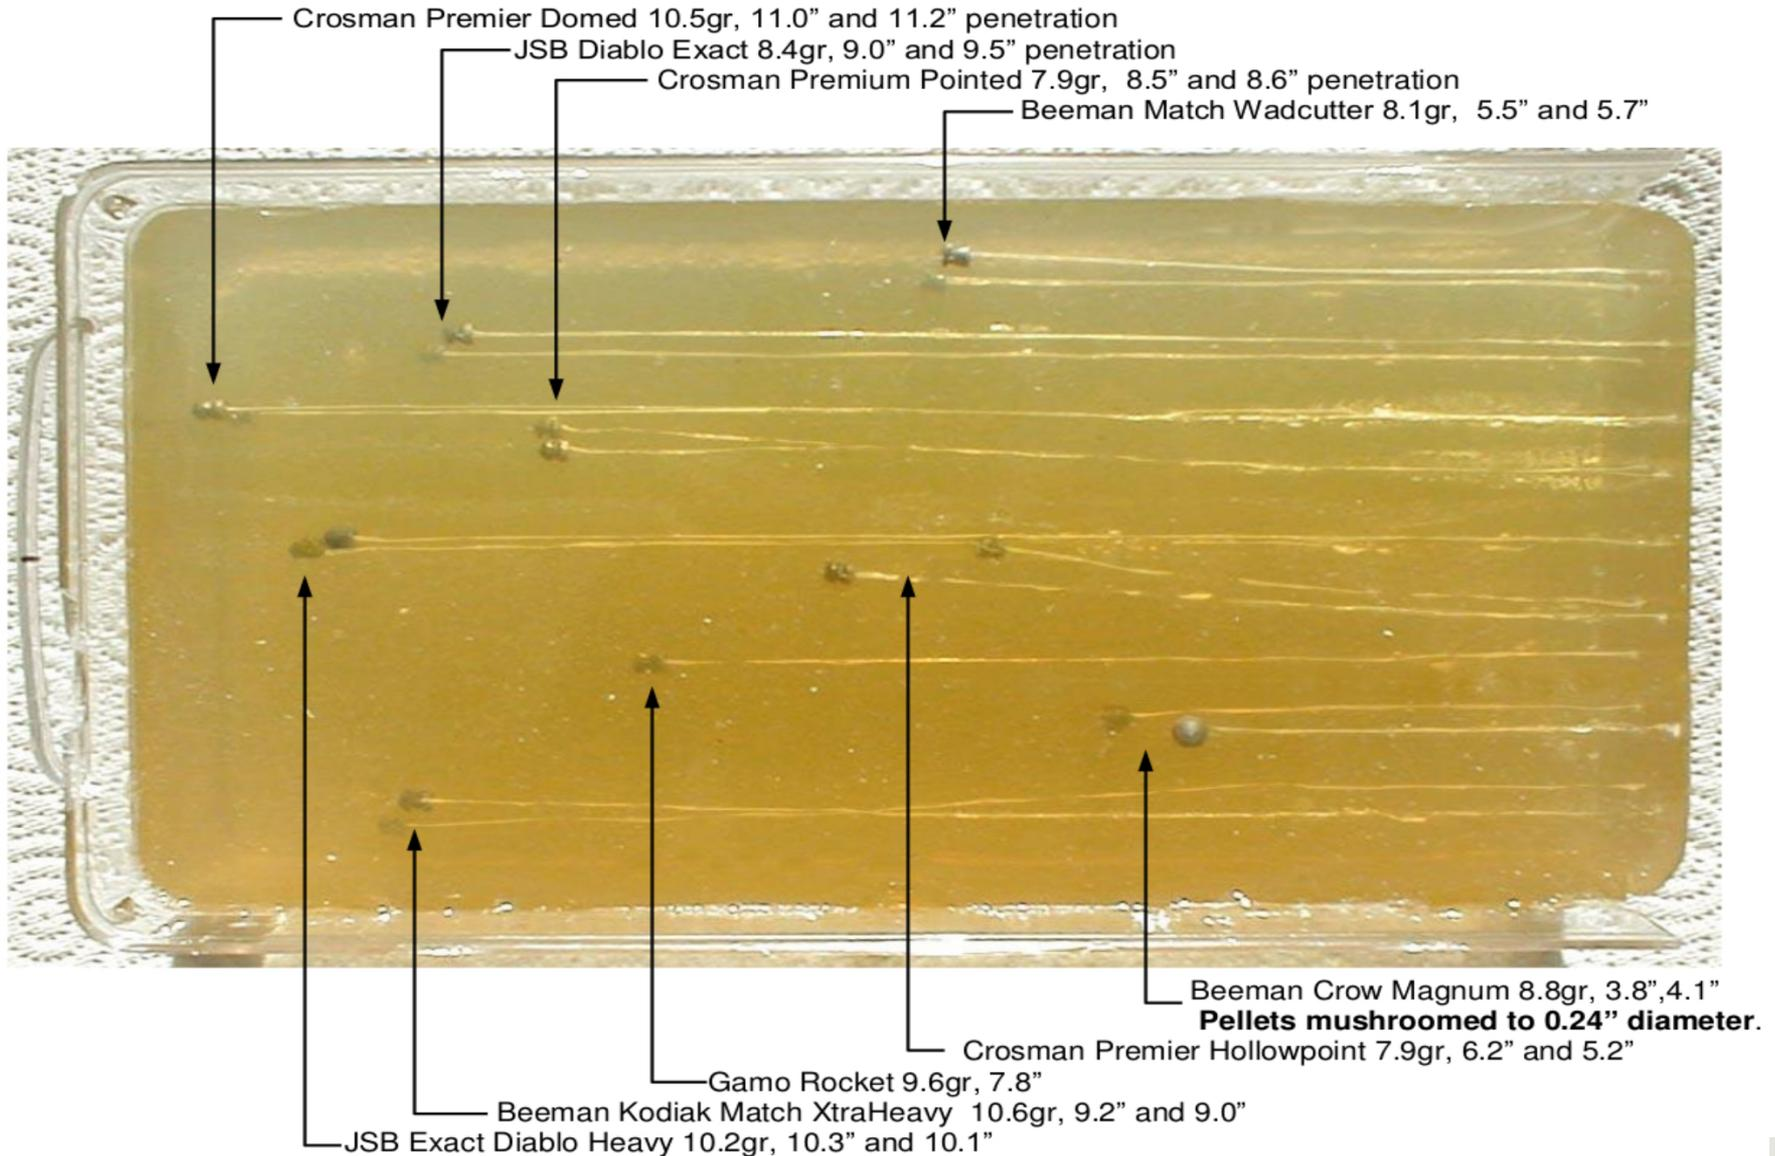 Crosman Premier Domed 10.5gr, 11.0” and 11.2” penetration
JSB Diablo Exact 8.4gr, 9.0” and 9.5” penetration
Crosman Premium Pointed 7.9gr, 8.5” and 8.6” penetration
Beeman Match Wadcutter 8.1gr, 5.5” and 5.7”
Beeman Crow Magnum 8.8gr, 3.8”,4.1”
Pellets mushroomed to 0.24” diameter.
Crosman Premier Hollowpoint 7.9gr, 6.2” and 5.2”
Gamo Rocket 9.6gr, 7.8”
Beeman Kodiak Match XtraHeavy 10.6gr, 9.2” and 9.0”
JSB Exact Diablo Heavy 10.2gr, 10.3” and 10.1”